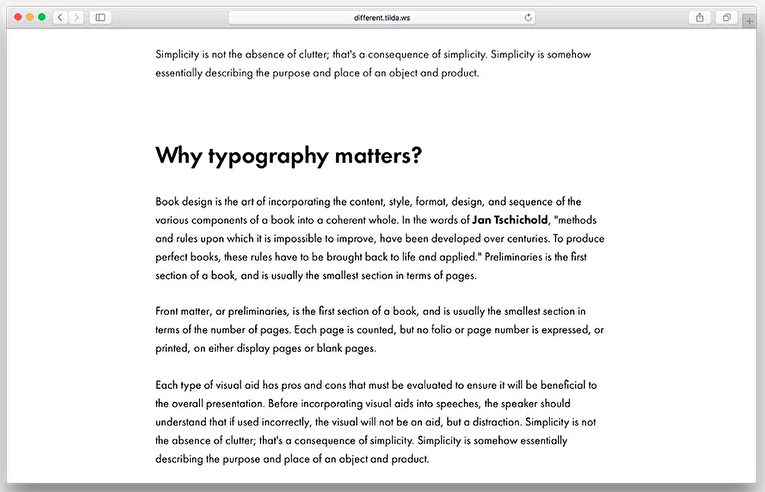 different.tilda.ws
Simplicity is not the absence of clutter; that's a consequence of simplicity. Simplicity is somehow
essentially describing the purpose and place of an object and product.
Why typography matters?
Book design is the art of incorporating the content, style, format, design, and sequence of the
various components of a book into a coherent whole. In the words of Jan Tschichold, "methods
and rules upon which it is impossible to improve, have been developed over centuries. To produce
perfect books, these rules have to be brought back to life and applied." Preliminaries is the first
section of a book, and is usually the smallest section in terms of pages.
Front matter, or preliminaries, is the first section of a book, and is usually the smallest section in
terms of the number of pages. Each page is counted, but no folio or page number is expressed, or
printed, on either display pages or blank pages.
Each type of visual aid has pros and cons that must be evaluated to ensure it will be beneficial to
the overall presentation. Before incorporating visual aids into speeches, the speaker should
understand that if used incorrectly, the visual will not be an aid, but a distraction. Simplicity is not
the absence of clutter; that's a consequence of simplicity. Simplicity is somehow essentially
describing the purpose and place of an object and product.